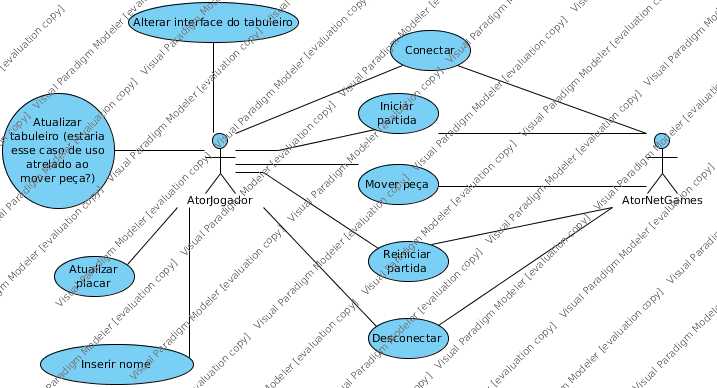 Alterar interface do tabuleiro
Conectar
Atualizar
tabuleiro (estaria
esse caso de uso
atrelado ao
mover peça?)
Iniciar
partida
Mover peça
AtorJogador
AtorNetGames
Reiniciar
partida
Atualizar
placar
Desconectar
Inserir nome
Visual Paradigm Modeler [evaluation copy]